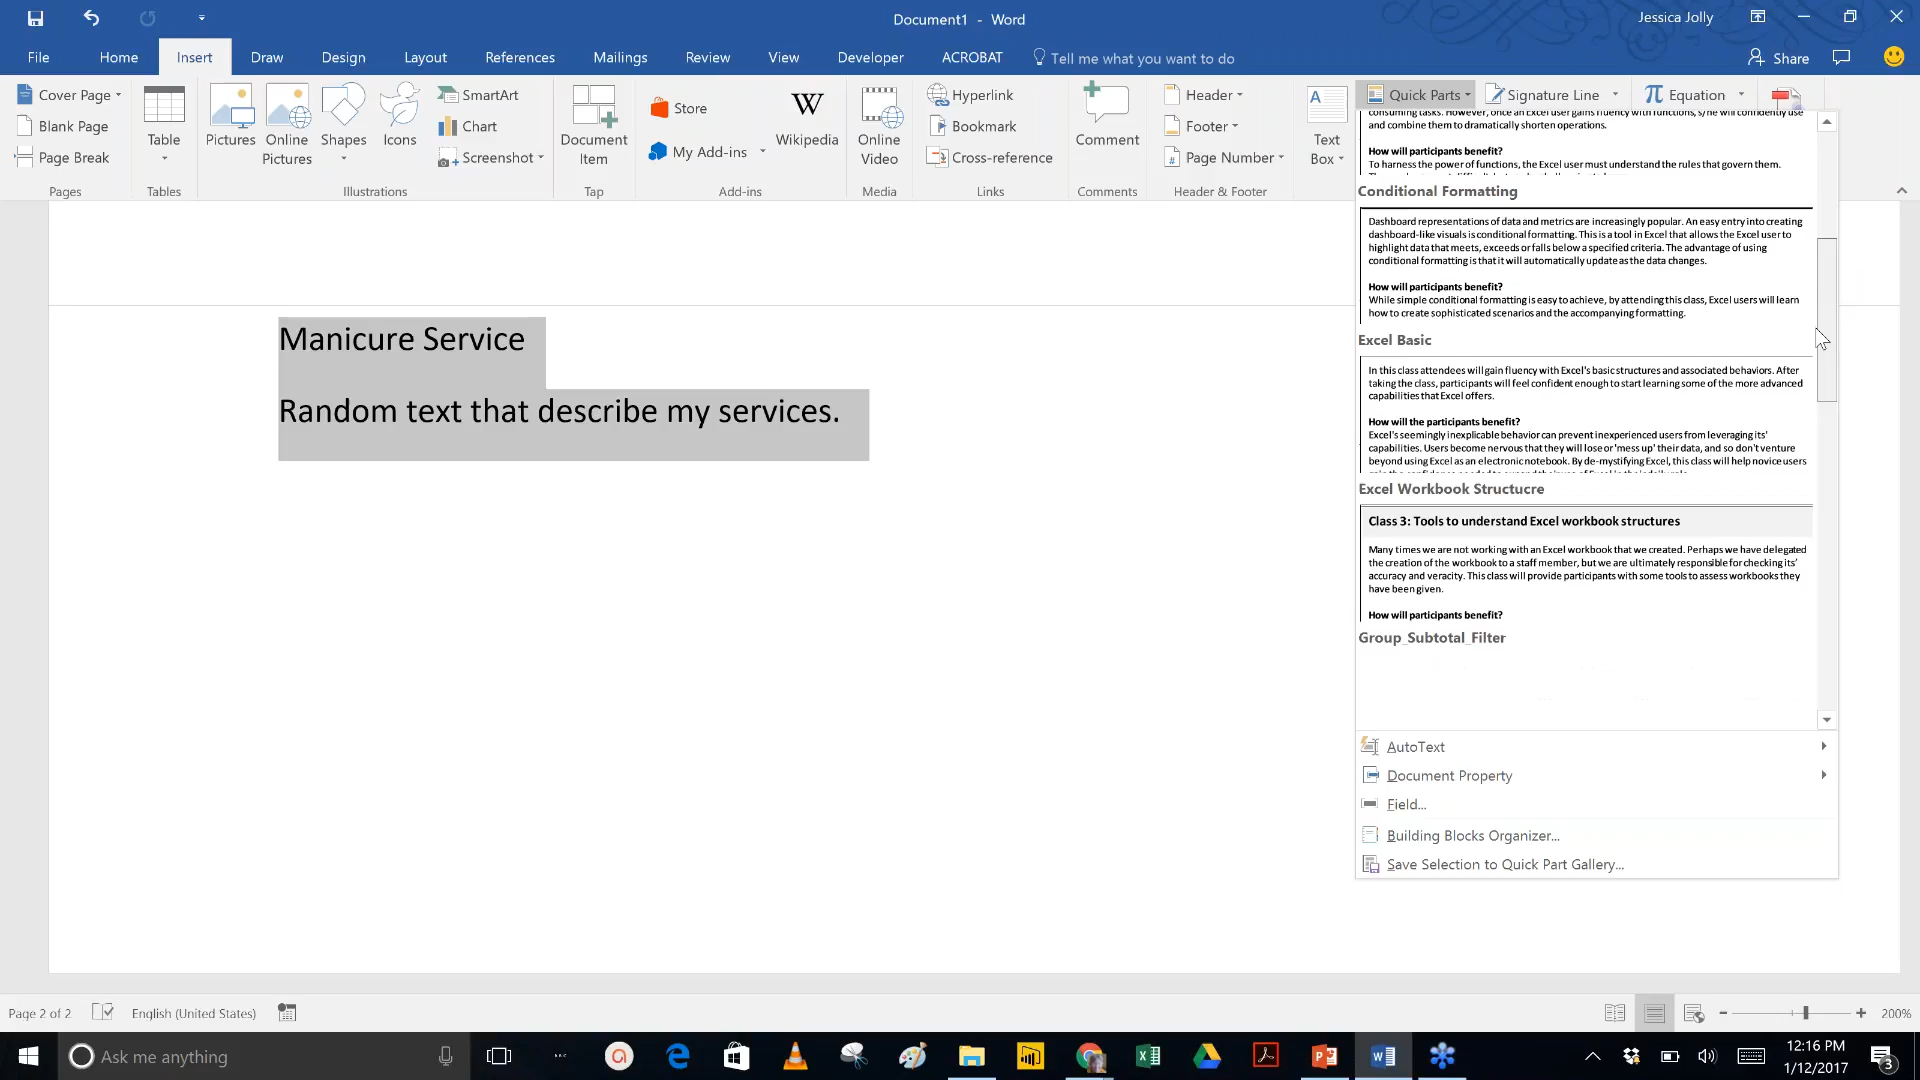 Document1 - Word
Jessica Jolly
File Home Insert Draw Design Layout References Mailings Review View Developer ACROBAT Tell me what you want to do
Share
Cover Page
Blank Page
Page Break
Pages
Table
Tables
Pictures
Online Pictures
Shapes
Icons
SmartArt
Chart
Screenshot
Illustrations
Document Item
Tap
Store
My Add-ins
W
Wikipedia
Add-ins
Online Video
Media
Hyperlink
Bookmark
Cross-reference
Links
Comment
Comments
Header
Footer
Page Number
Header & Footer
A
Text Box
Quick Parts
Signature Line
π Equation
and combine them to dramatically shorten operations.
How will participants benefit?
To harness the power of functions, the Excel user must understand the rules that govern them.
Conditional Formatting
Dashboard representations of data and metrics are increasingly popular. An easy entry into creating
dashboard-like visuals is conditional formatting. This is a tool in Excel that allows the Excel user to
highlight data that meets, exceeds or falls below a specified criteria. The advantage of using
conditional formatting is that it will automatically update as the data changes.
How will participants benefit?
While simple conditional formatting is easy to achieve, by attending this class, Excel users will learn
how to create sophisticated scenarios and the accompanying formatting.
Excel Basic
In this class attendees will gain fluency with Excel's basic structures and associated behaviors. After
taking the class, participants will feel confident enough to start learning some of the more advanced
capabilities that Excel offers.
How will the participants benefit?
Excel's seemingly inexplicable behavior can prevent inexperienced users from leveraging its'
capabilities. Users become nervous that they will lose or 'mess up' their data, and so don't venture
beyond using Excel as an electronic notebook. By de-mystifying Excel, this class will help novice users
Excel Workbook Structucre
Class 3: Tools to understand Excel workbook structures
Many times we are not working with an Excel workbook that we created. Perhaps we have delegated
the creation of the workbook to a staff member, but we are ultimately responsible for checking its'
accuracy and veracity. This class will provide participants with some tools to assess workbooks they
have been given.
How will participants benefit?
Group_Subtotal_Filter
AutoText
Document Property
Field...
Building Blocks Organizer...
Save Selection to Quick Part Gallery...
Manicure Service
Random text that describe my services.
Page 2 of 2
English (United States)
200%
Ask me anything
12:16 PM
1/12/2017
3